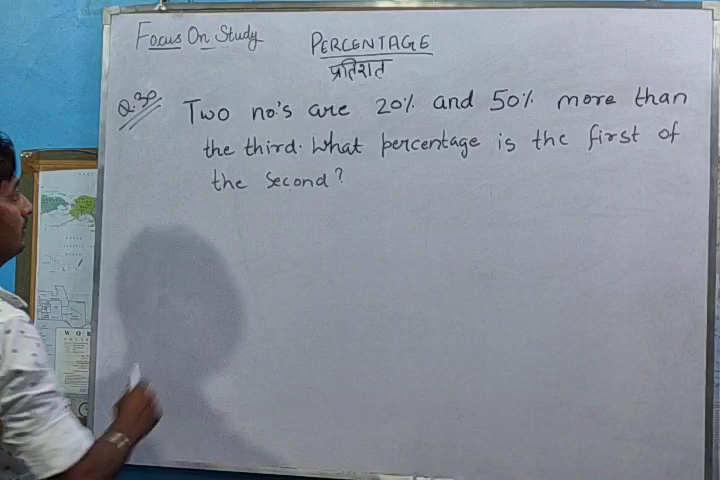 Focus On Study
PERCENTAGE
प्रतिशत
Q.30 Two no's are 20% and 50% more than
the third. What percentage is the first of
the second?
WOR